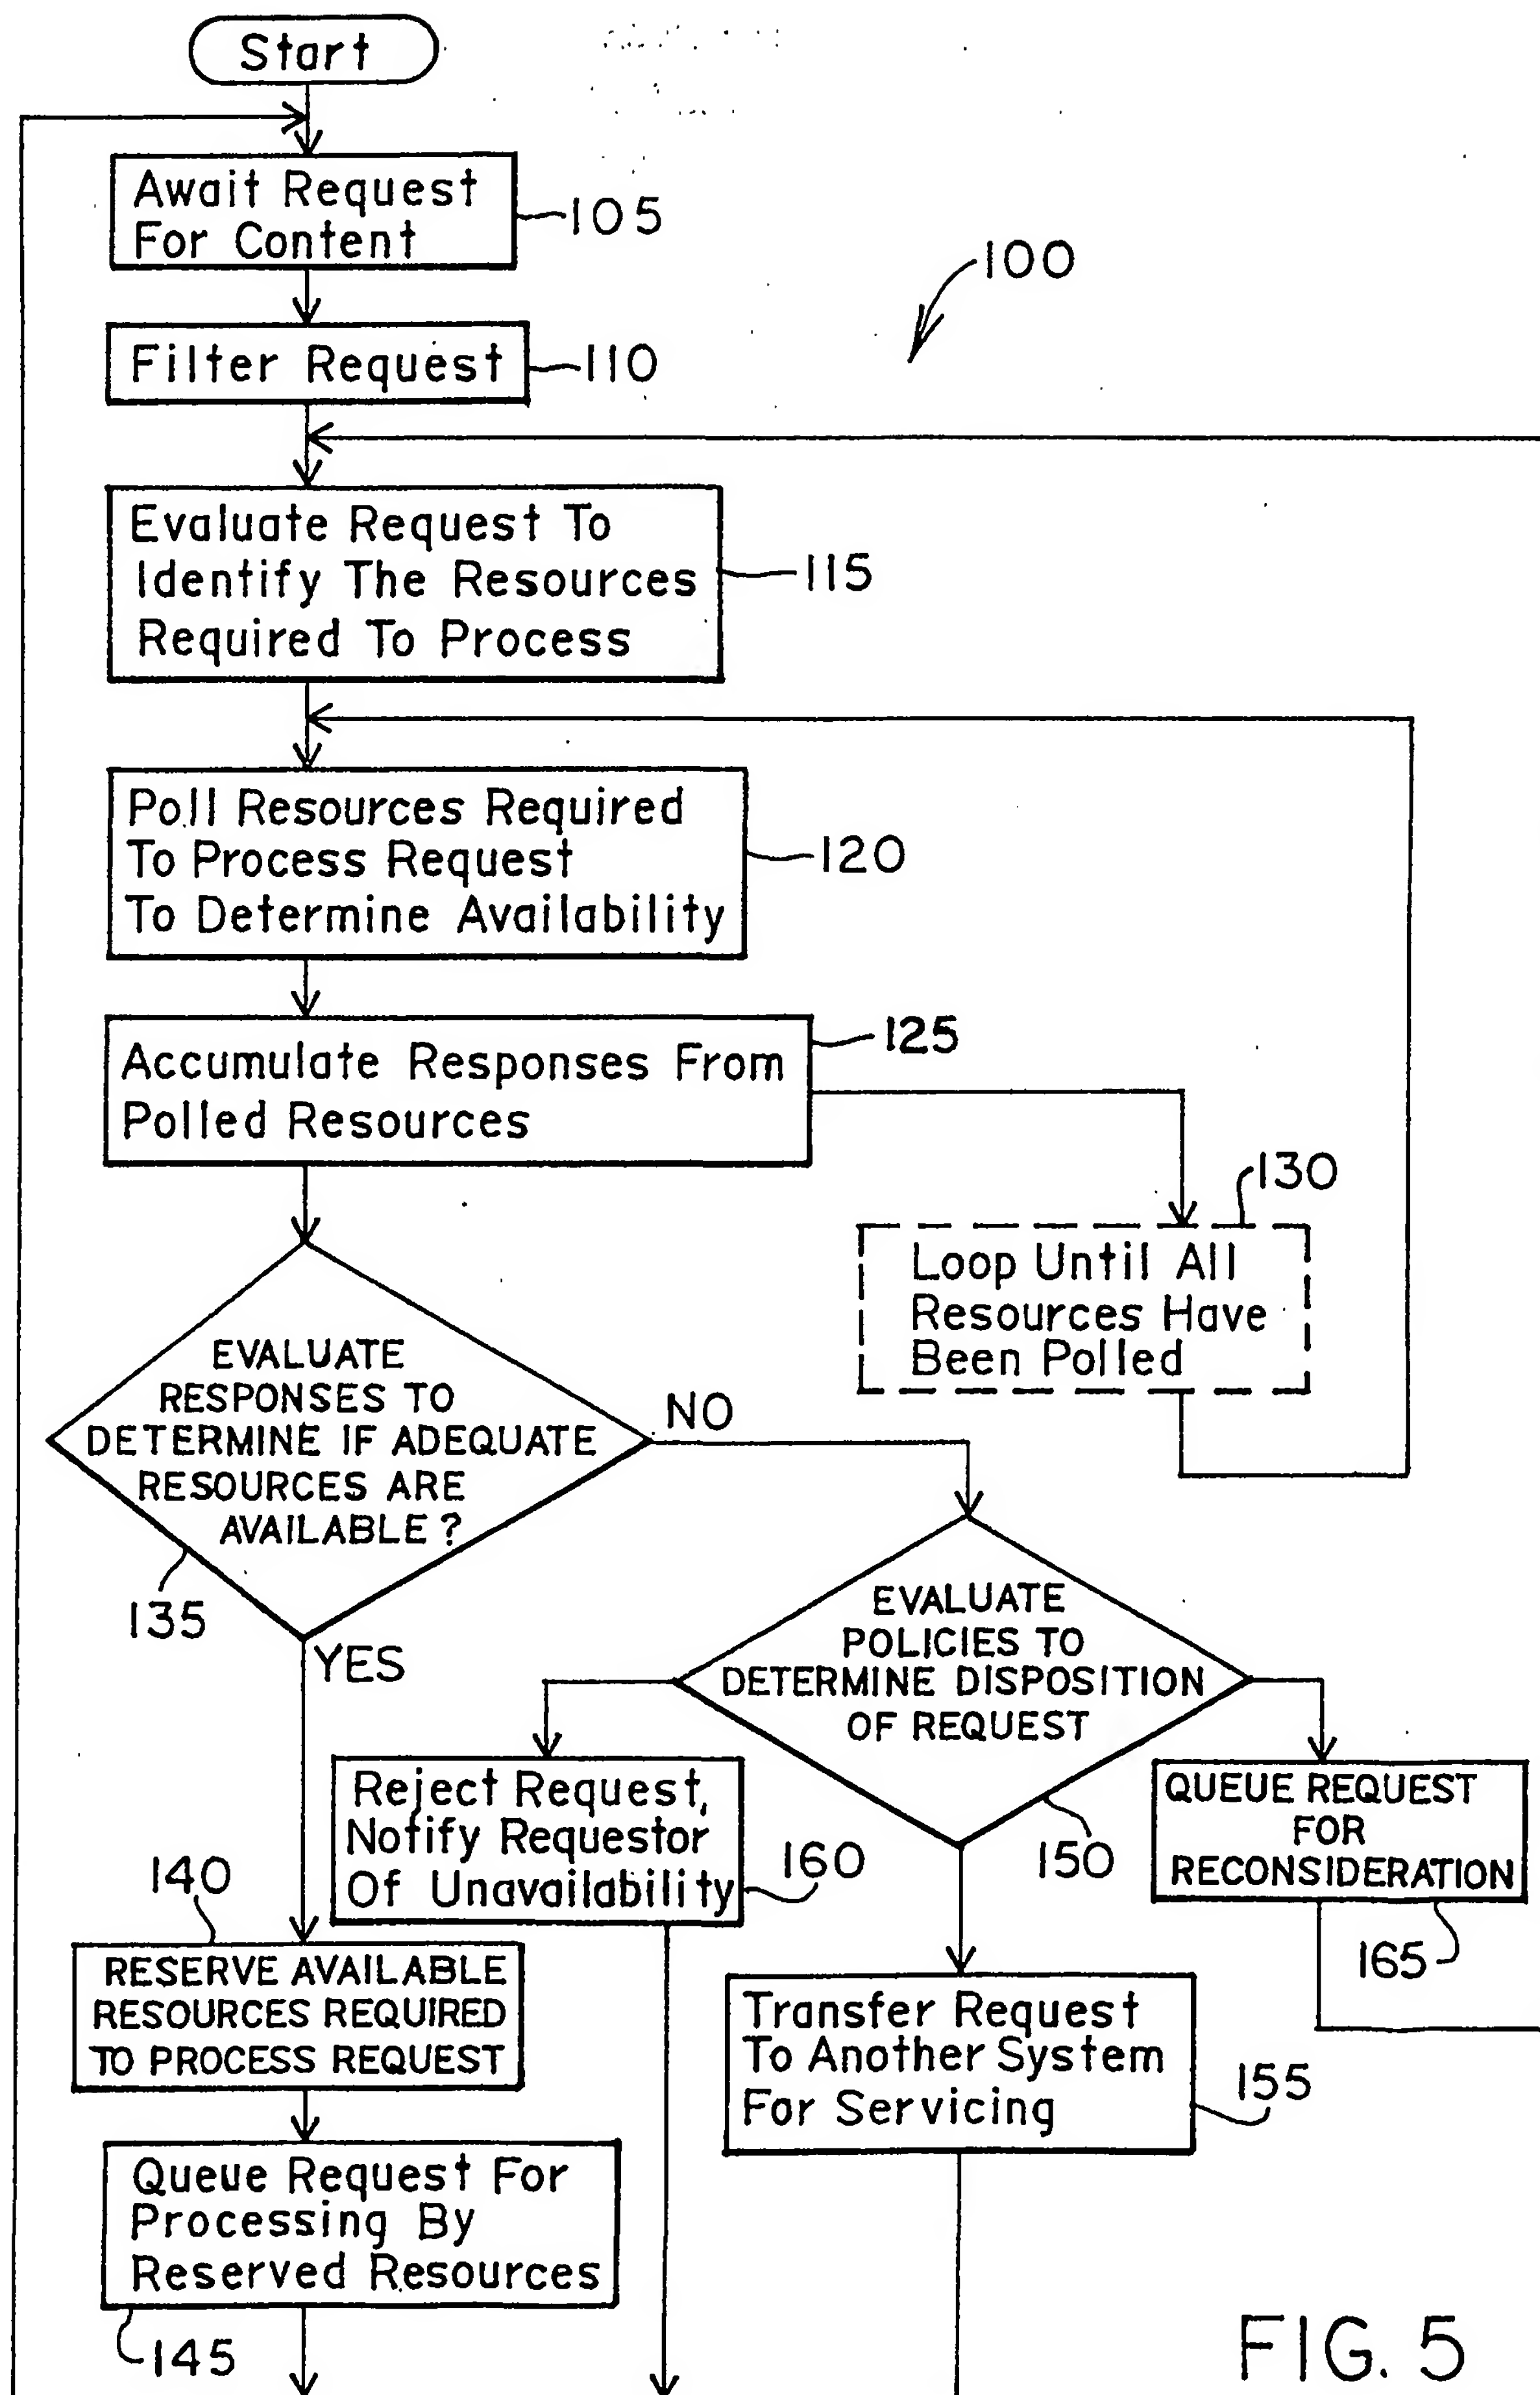 Start
Await Request
For Content
105
100
Filter Request
110
Evaluate Request To
Identify The Resources
Required To Process
115
Poll Resources Required
To Process Request
To Determine Availability
120
Accumulate Responses From
Polled Resources
125
130
Loop Until All
Resources Have
Been Polled
EVALUATE
RESPONSES TO
DETERMINE IF ADEQUATE
RESOURCES ARE
AVAILABLE?
135
NO
YES
EVALUATE
POLICIES TO
DETERMINE DISPOSITION
OF REQUEST
150
Reject Request,
Notify Requestor
Of Unavailability
160
QUEUE REQUEST
FOR
RECONSIDERATION
165
140
RESERVE AVAILABLE
RESOURCES REQUIRED
TO PROCESS REQUEST
Transfer Request
To Another System
For Servicing
155
Queue Request For
Processing By
Reserved Resources
145
FIG. 5